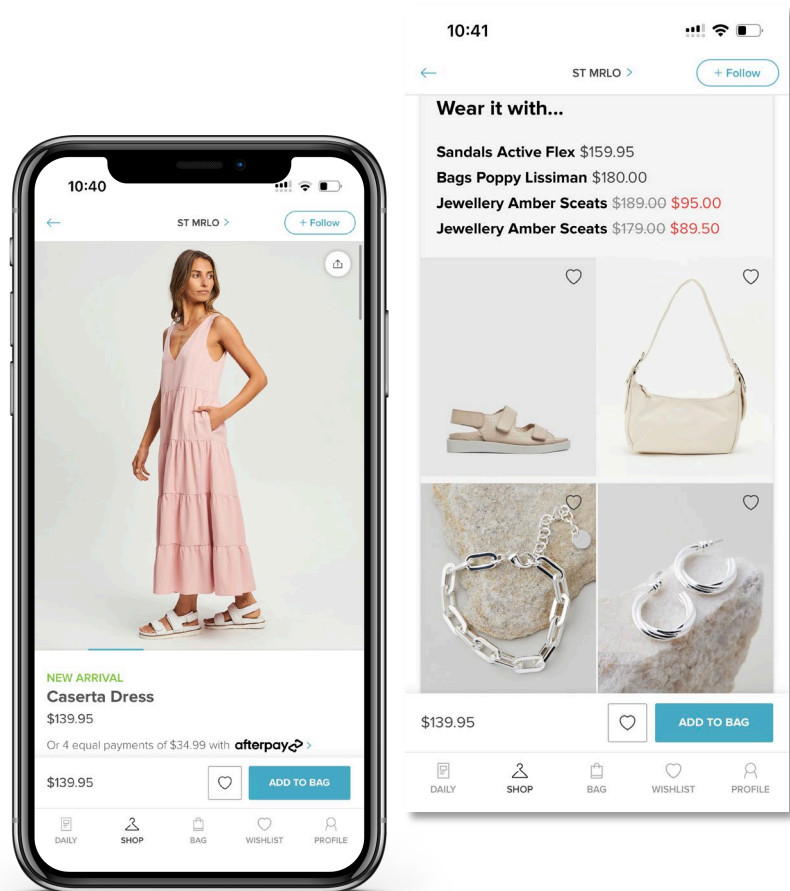 10:40
ST MRLO >
+ Follow
NEW ARRIVAL
Caserta Dress
$139.95
Or 4 equal payments of $34.99 with afterpay >
$139.95
ADD TO BAG
DAILY SHOP BAG WISHLIST PROFILE
10:41
ST MRLO >
+ Follow
Wear it with...
Sandals Active Flex $159.95
Bags Poppy Lissiman $180.00
Jewellery Amber Sceats $189.00 $95.00
Jewellery Amber Sceats $179.00 $89.50
$139.95
ADD TO BAG
DAILY SHOP BAG WISHLIST PROFILE